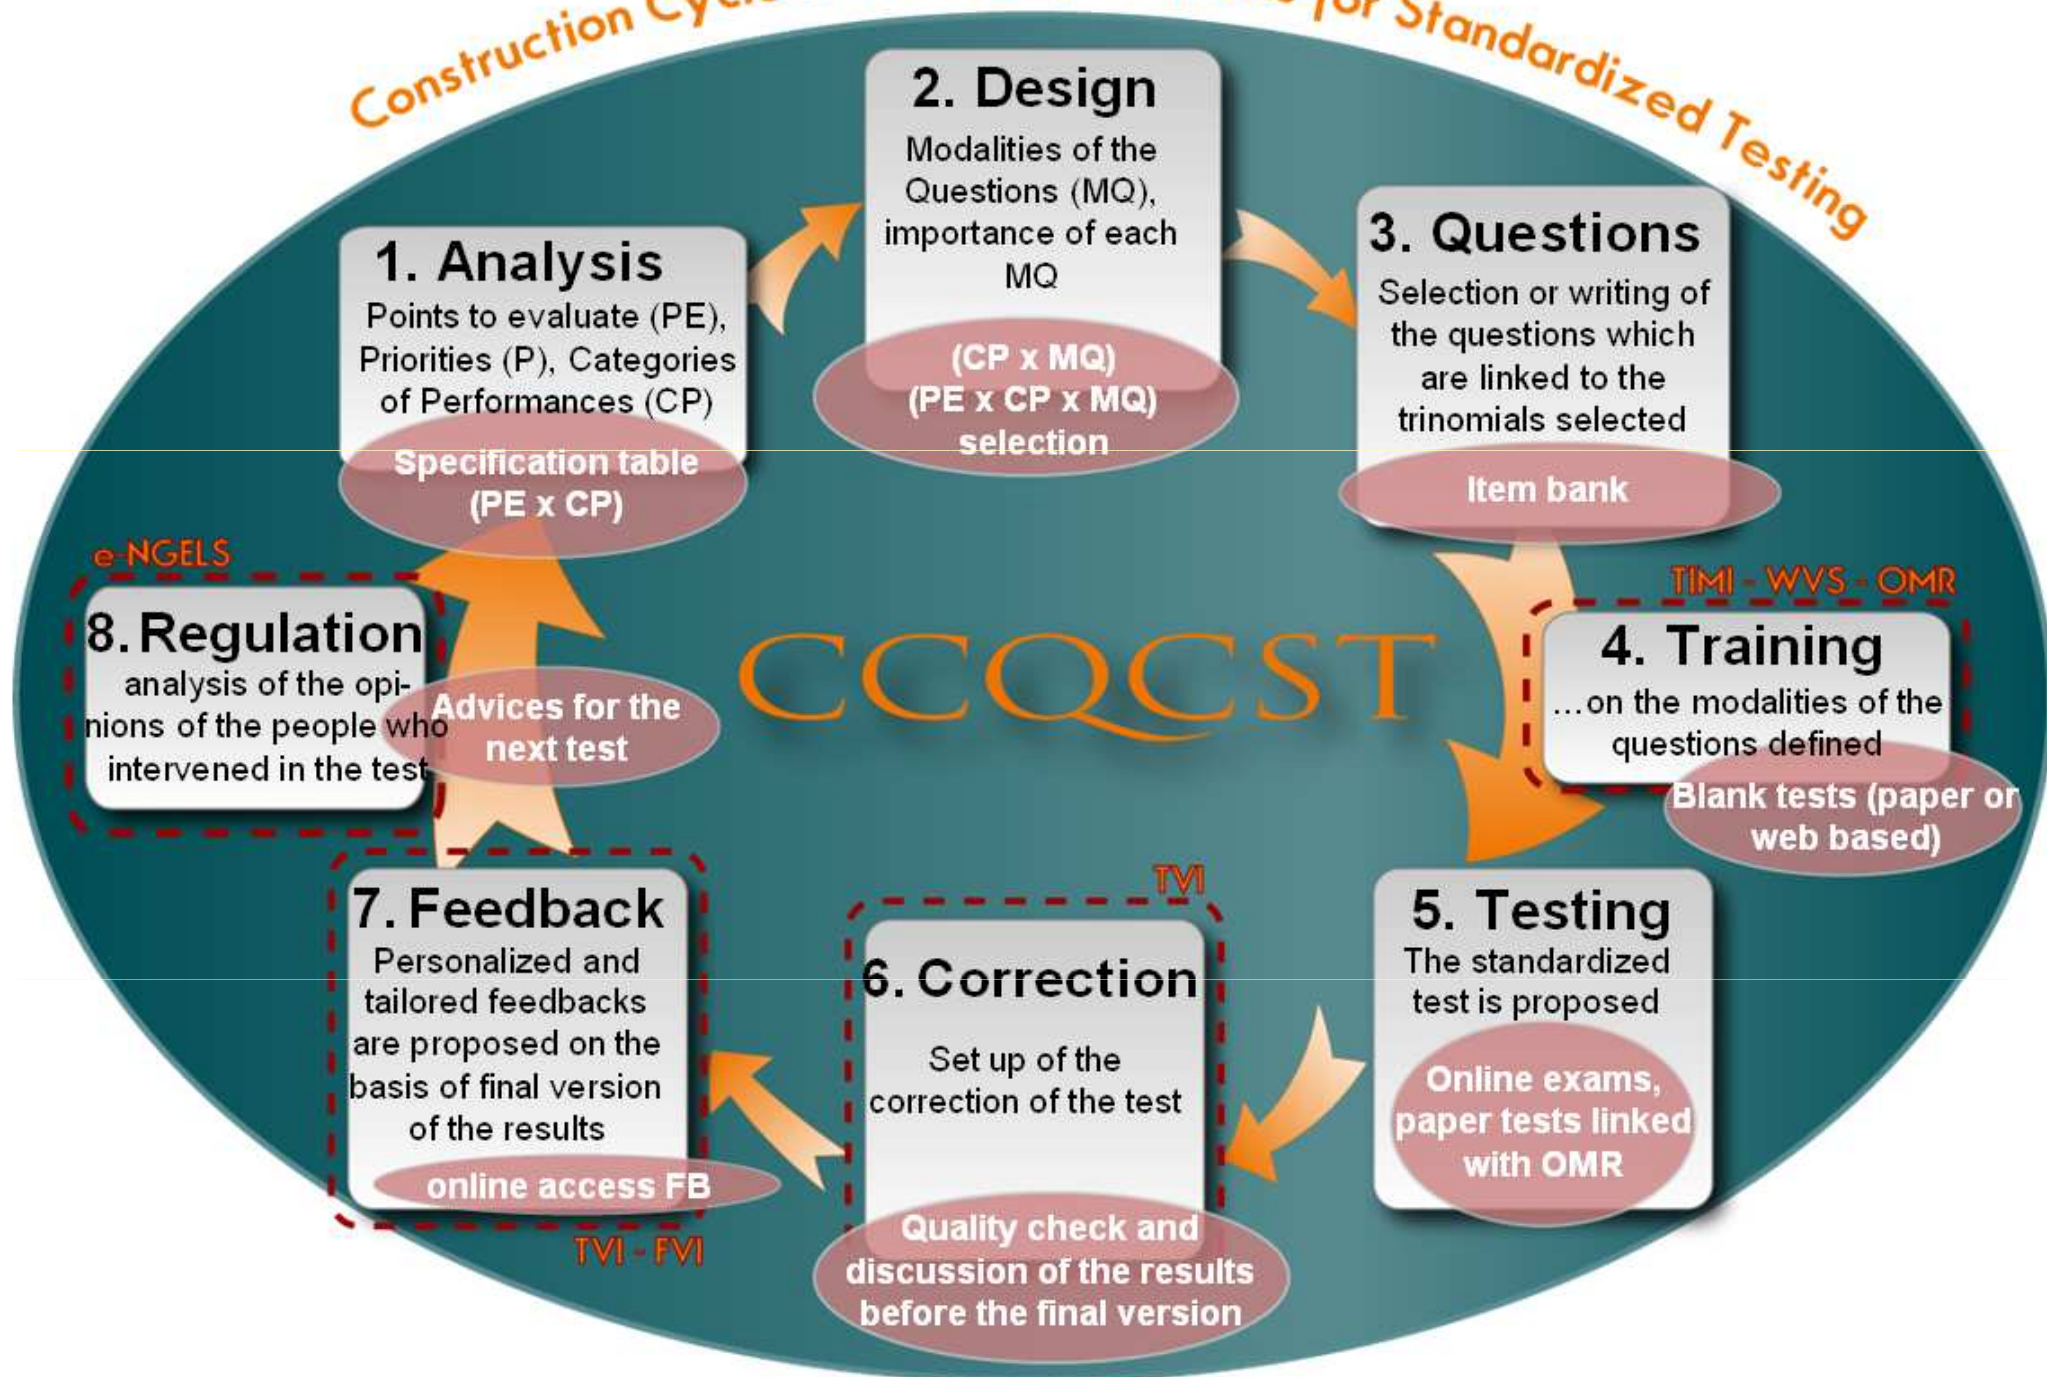 Construction
for Standardized Testing
1. Analysis
Points to evaluate (PE),
Priorities (P), Categories
of Performances (CP)
Specification table
(PE x CP)
2. Design
Modalities of the
Questions (MQ),
importance of each
MQ
(CP x MQ)
(PE x CP x MQ)
selection
3. Questions
Selection or writing of
the questions which
are linked to the
trinomials selected
Item bank
TIMI - WVS - OMR
4. Training
...on the modalities of the
questions defined
Blank tests (paper or
web based)
5. Testing
The standardized
test is proposed
Online exams,
paper tests linked
with OMR
TVI
6. Correction
Set up of the
correction of the test
Quality check and
discussion of the results
before the final version
7. Feedback
Personalized and
tailored feedbacks
are proposed on the
basis of final version
of the results
online access FB
TVI - FVI
e-NGELS
8. Regulation
analysis of the opi-
nions of the people who
intervened in the test
Advices for the
next test
CCQCST